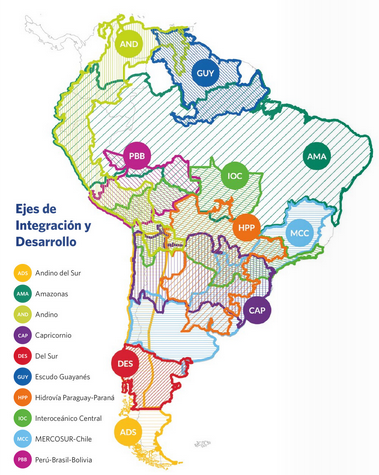 AND
GUY
PBB
IOC
AMA
HPP
MCC
CAP
DES
ADS
Ejes de
Integración y
Desarrollo
ADS Andino del Sur
AMA Amazonas
AND Andino
CAP Capricornio
DES Del Sur
GUY Escudo Guayanés
HPP Hidrovía Paraguay-Paraná
IOC Interoceánico Central
MCC MERCOSUR-Chile
PBB Perú-Brasil-Bolivia